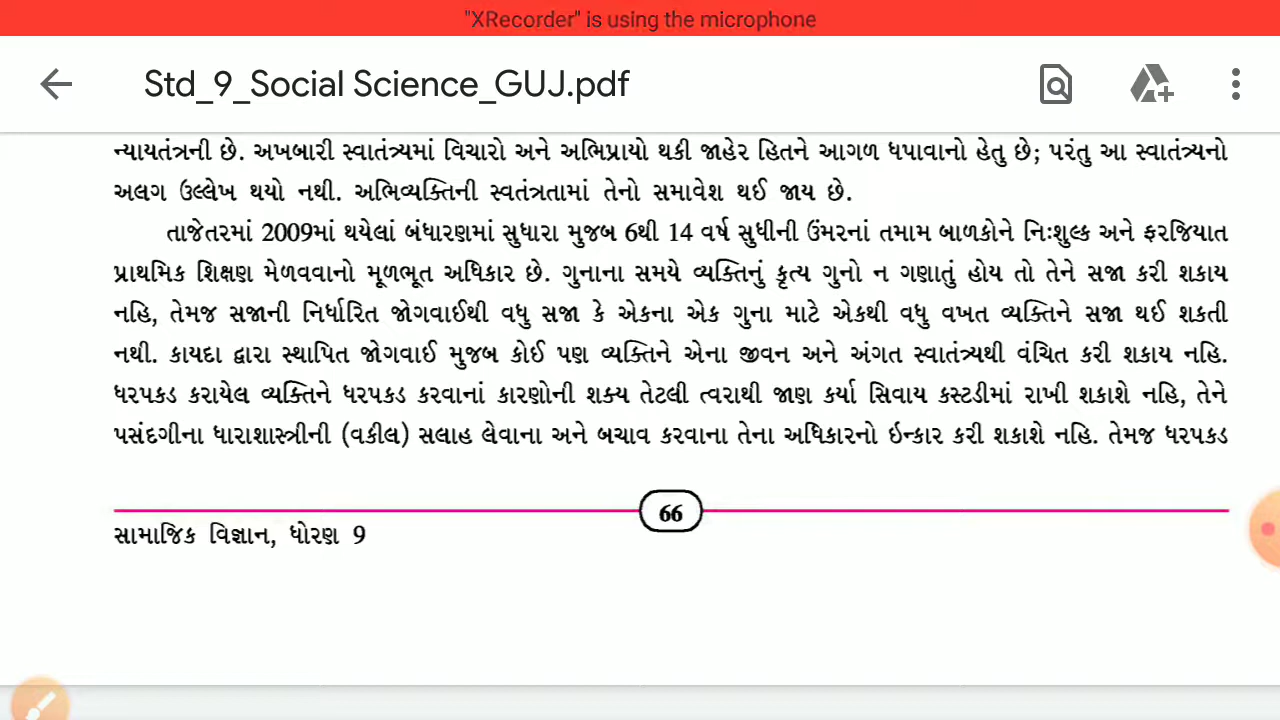 "XRecorder" is using the microphone
Std_9_Social Science_GUJ.pdf
ન્યાયતંત્રની છે. અખબારી સ્વાતંત્ર્યમાં વિચારો અને અભિપ્રાયો થકી જાહેર હિતને આગળ ધપાવાનો હેતુ છે; પરંતુ આ સ્વાતંત્ર્યનો
અલગ ઉલ્લેખ થયો નથી. અભિવ્યક્તિની સ્વતંત્રતામાં તેનો સમાવેશ થઈ જાય છે.
તાજેતરમાં 2009માં થયેલાં બંધારણમાં સુધારા મુજબ 6થી 14 વર્ષ સુધીની ઉંમરનાં તમામ બાળકોને નિઃશુલ્ક અને ફરજિયાત
પ્રાથમિક શિક્ષણ મેળવવાનો મૂળભૂત અધિકાર છે. ગુનાના સમયે વ્યક્તિનું કૃત્ય ગુનો ન ગણાતું હોય તો તેને સજા કરી શકાય
નહિ, તેમજ સજાની નિર્ધારિત જોગવાઈથી વધુ સજા કે એકના એક ગુના માટે એકથી વધુ વખત વ્યક્તિને સજા થઈ શકતી
નથી. કાયદા દ્વારા સ્થાપિત જોગવાઈ મુજબ કોઈ પણ વ્યક્તિને એના જીવન અને અંગત સ્વાતંત્ર્યથી વંચિત કરી શકાય નહિ.
ધરપકડ કરાયેલ વ્યક્તિને ધરપકડ કરવાનાં કારણોની શક્ય તેટલી ત્વરાથી જાણ કર્યા સિવાય કસ્ટડીમાં રાખી શકાશે નહિ, તેને
પસંદગીના ધારાશાસ્ત્રીની (વકીલ) સલાહ લેવાના અને બચાવ કરવાના તેના અધિકારનો ઇન્કાર કરી શકાશે નહિ. તેમજ ધરપકડ
66
સામાજિક વિજ્ઞાન, ધોરણ 9